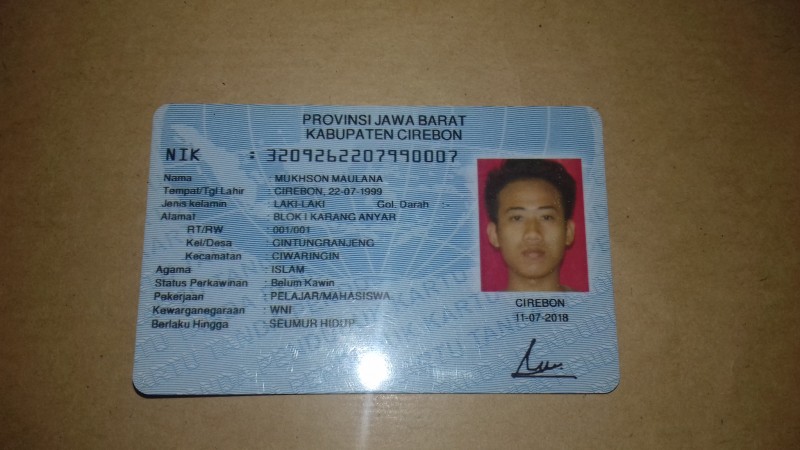 PROVINSI JAWA BARAT
KABUPATEN CIREBON
NIK : 3209262207990007
Nama : MUKHSON MAULANA
Tempat/Tgl Lahir : CIREBON, 22-07-1999
Jenis kelamin : LAKI-LAKI Gol. Darah :-
Alamat : BLOK I KARANG ANYAR
RT/RW : 001/001
Kel/Desa : GINTUNGRANJENG
Kecamatan : CIWARINGIN
Agama : ISLAM
Status Perkawinan : Belum Kawin
Pekerjaan : PELAJAR/MAHASISWA
Kewarganegaraan : WNI
Berlaku Hingga : SEUMUR HIDUP
CIREBON
11-07-2018